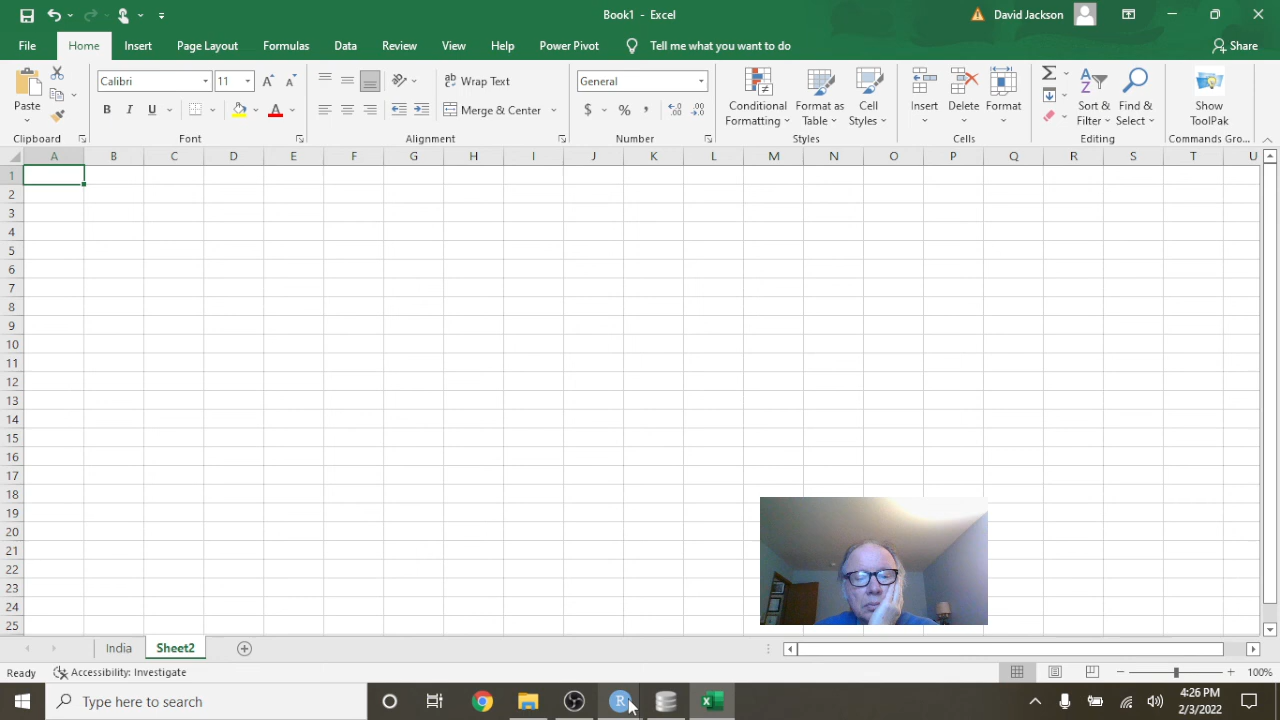 Book1 - Excel
David Jackson
File Home Insert Page Layout Formulas Data Review View Help Power Pivot Tell me what you want to do Share
Paste
Clipboard
Calibri 11
B I U
Font
Wrap Text
Merge & Center
Alignment
General
$ % ,
Number
Conditional Formatting
Format as Table
Cell Styles
Styles
Insert
Delete
Format
Cells
Sort & Filter
Find & Select
Editing
Show ToolPak
Commands Gro...
A B C D E F G H I J K L M N O P Q R S T U
1
2
3
4
5
6
7
8
9
10
11
12
13
14
15
16
17
18
19
20
21
22
23
24
25
India Sheet2
Ready Accessibility: Investigate 100%
Type here to search
R
4:26 PM
2/3/2022